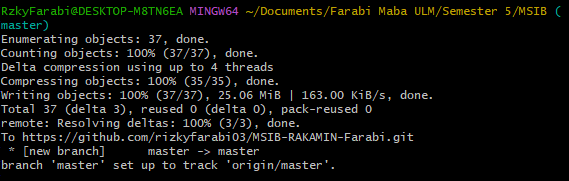 RzkyFarabi@DESKTOP-M8TN6EA MINGW64 ~/Documents/Farabi Maba ULM/Semester 5/MSIB (
master)
Enumerating objects: 37, done.
Counting objects: 100% (37/37), done.
Delta compression using up to 4 threads
Compressing objects: 100% (35/35), done.
Writing objects: 100% (37/37), 25.06 MiB | 163.00 KiB/s, done.
Total 37 (delta 3), reused 0 (delta 0), pack-reused 0
remote: Resolving deltas: 100% (3/3), done.
To https://github.com/rizkyfarabi03/MSIB-RAKAMIN-Farabi.git
 * [new branch]      master -> master
branch 'master' set up to track 'origin/master'.